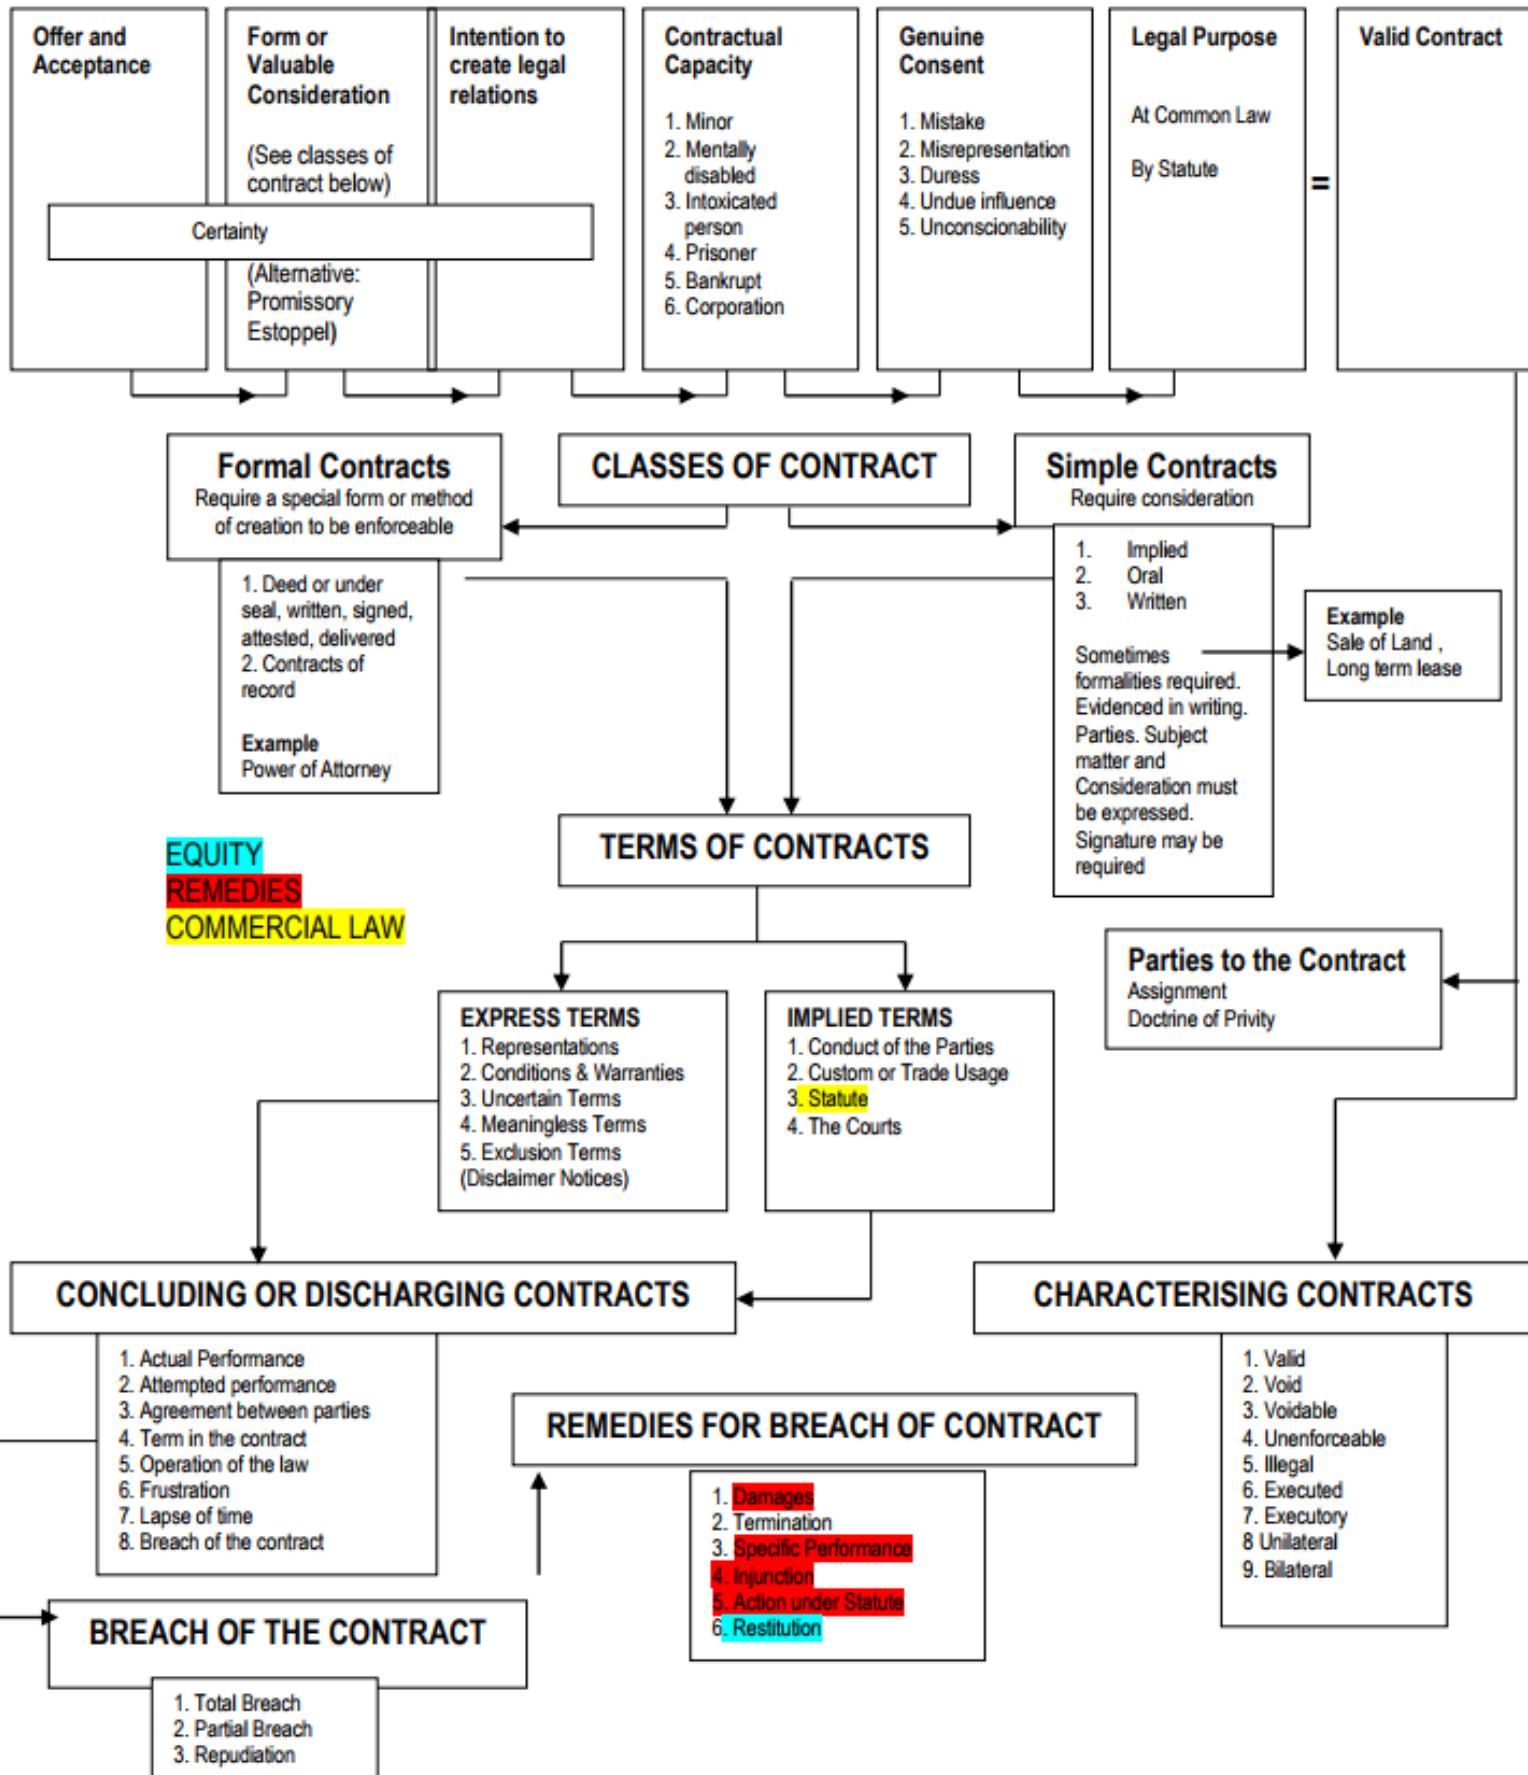 Offer and
Acceptance
Form or
Valuable
Consideration
(See classes of
contract below)
(Alternative:
Promissory
Estoppel)
Certainty
Intention to
create legal
relations
Contractual
Capacity
1. Minor
2. Mentally
disabled
3. Intoxicated
person
4. Prisoner
5. Bankrupt
6. Corporation
Genuine
Consent
1. Mistake
2. Misrepresentation
3. Duress
4. Undue influence
5. Unconscionability
Legal Purpose
At Common Law
By Statute
=
Valid Contract
Formal Contracts
Require a special form or method
of creation to be enforceable
1. Deed or under
seal, written, signed,
attested, delivered
2. Contracts of
record
Example
Power of Attorney
CLASSES OF CONTRACT
Simple Contracts
Require consideration
1. Implied
2. Oral
3. Written
Sometimes
formalities required.
Evidenced in writing.
Parties. Subject
matter and
Consideration must
be expressed.
Signature may be
required
Example
Sale of Land ,
Long term lease
EQUITY
REMEDIES
COMMERCIAL LAW
TERMS OF CONTRACTS
Parties to the Contract
Assignment
Doctrine of Privity
EXPRESS TERMS
1. Representations
2. Conditions & Warranties
3. Uncertain Terms
4. Meaningless Terms
5. Exclusion Terms
(Disclaimer Notices)
IMPLIED TERMS
1. Conduct of the Parties
2. Custom or Trade Usage
3. Statute
4. The Courts
CONCLUDING OR DISCHARGING CONTRACTS
1. Actual Performance
2. Attempted performance
3. Agreement between parties
4. Term in the contract
5. Operation of the law
6. Frustration
7. Lapse of time
8. Breach of the contract
CHARACTERISING CONTRACTS
1. Valid
2. Void
3. Voidable
4. Unenforceable
5. Illegal
6. Executed
7. Executory
8 Unilateral
9. Bilateral
REMEDIES FOR BREACH OF CONTRACT
1. Damages
2. Termination
3. Specific Performance
4. Injunction
5. Action under Statute
6. Restitution
BREACH OF THE CONTRACT
1. Total Breach
2. Partial Breach
3. Repudiation